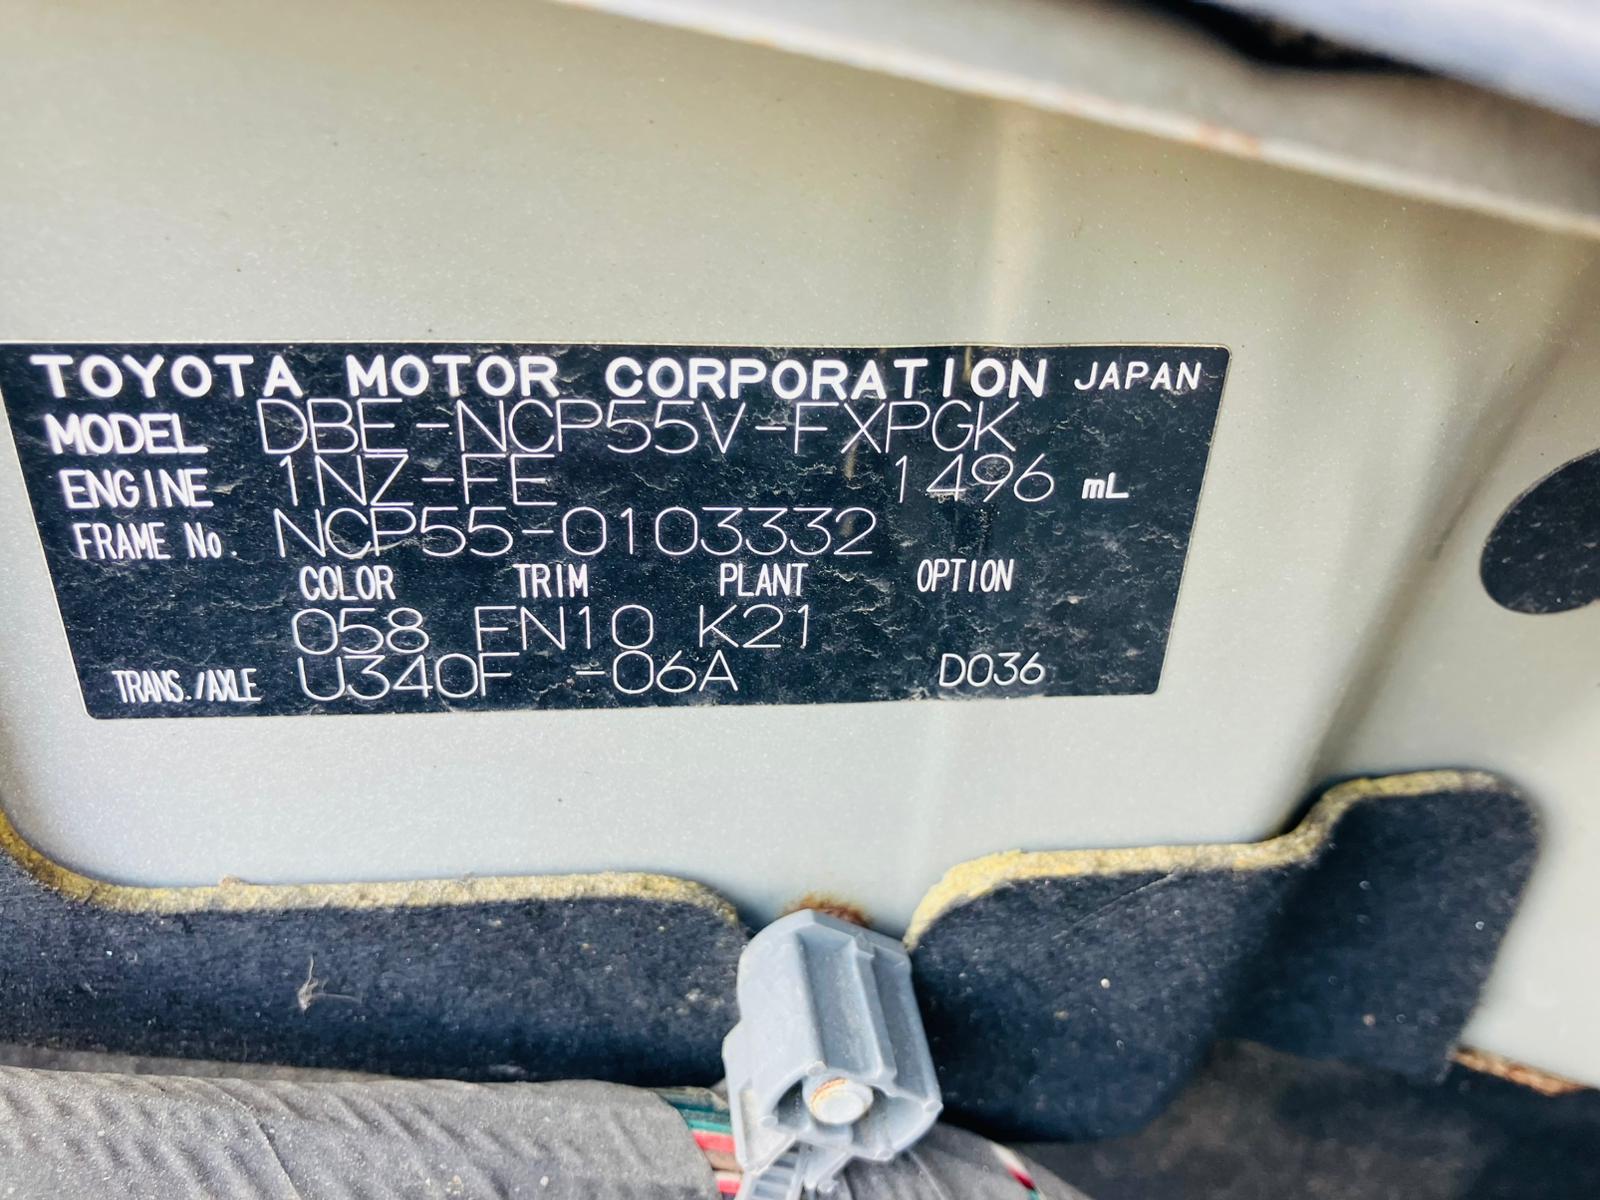 TOYOTA MOTOR CORPORATION JAPAN
MODEL DBE-NCP55V-FXPGK
ENGINE 1NZ-FE 1496 mL
FRAME No. NCP55-0103332
COLOR TRIM PLANT OPTION
058 FN10 K21
TRANS./AXLE U340F -06A D036